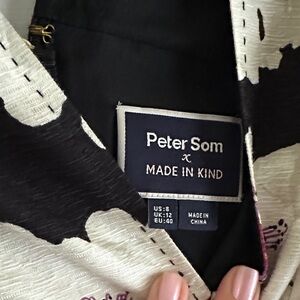 Peter Som
x
MADE IN KIND
US:8
UK:12
EU:40
MADE IN
CHINA